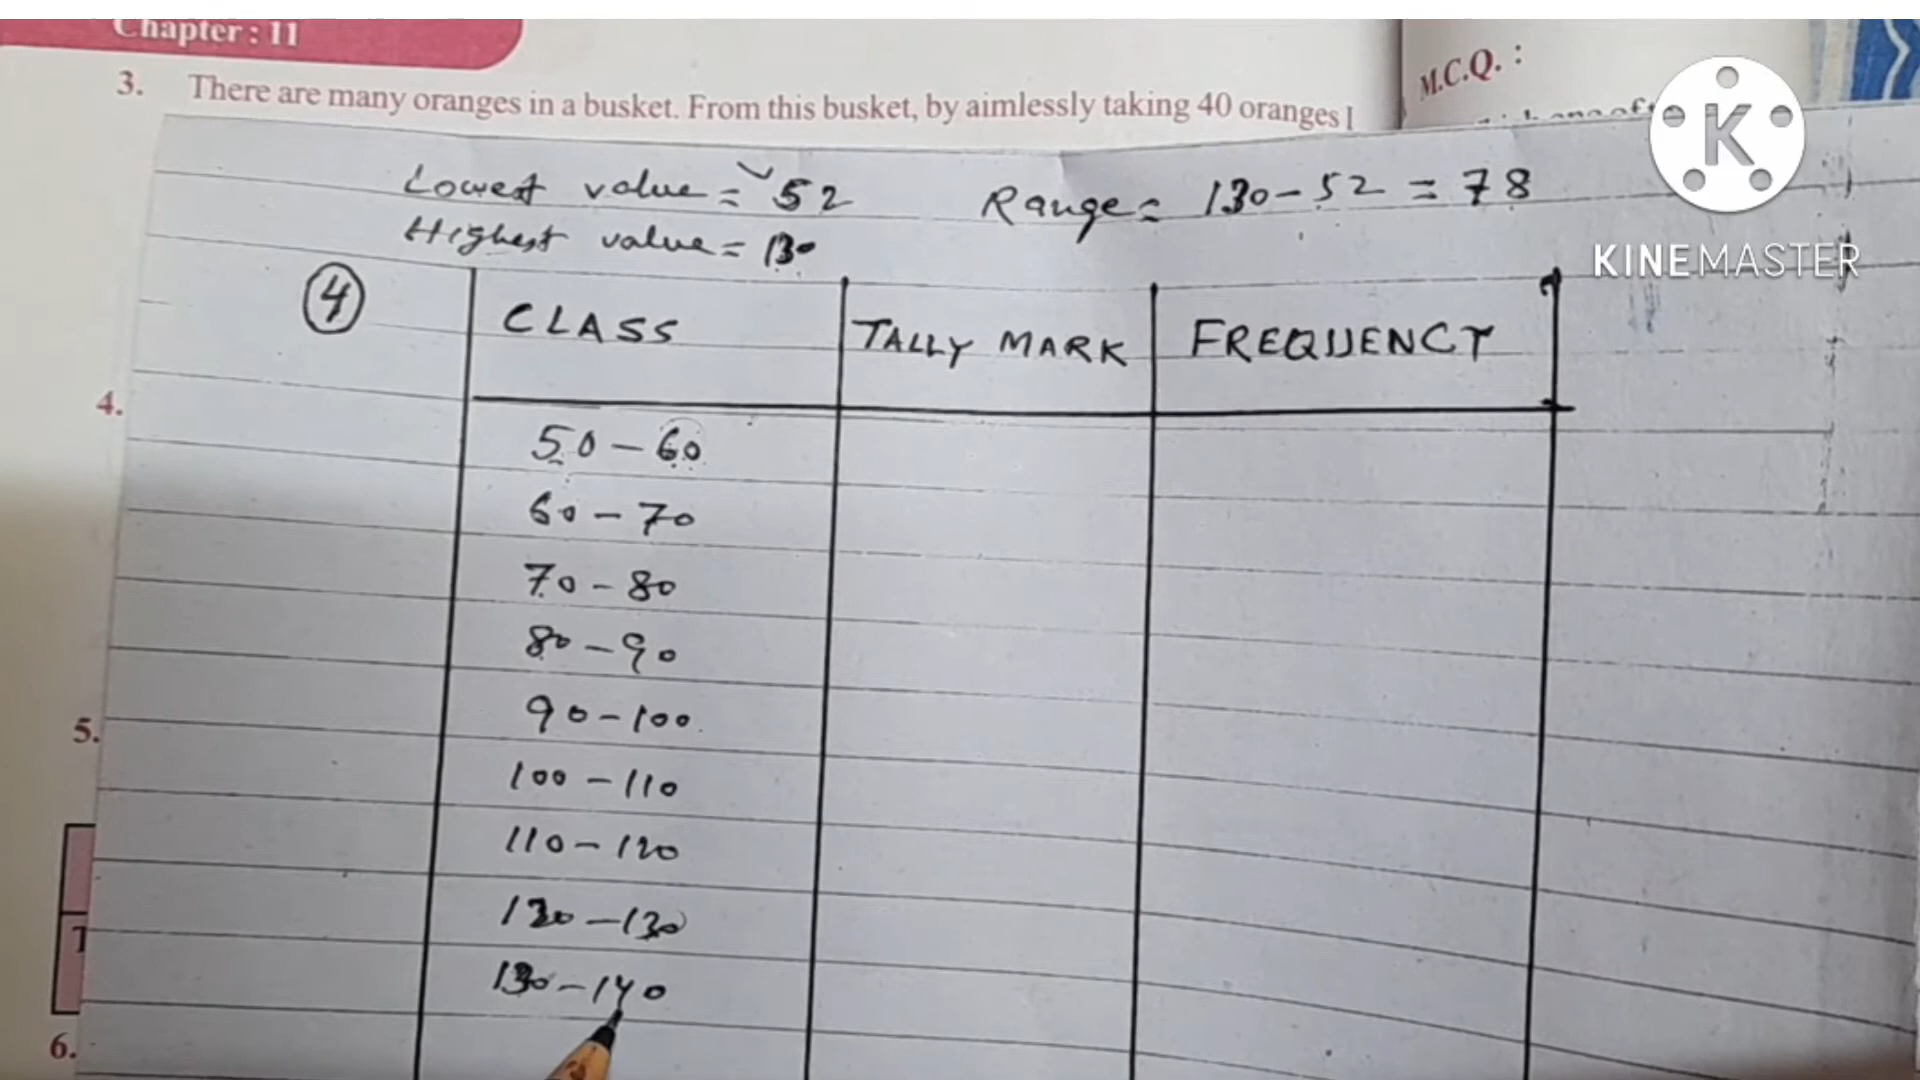 Chapter : 11
M.C.Q. :
3. There are many oranges in a busket. From this busket, by aimlessly taking 40 oranges I
Lowest value = 52 Range = 130 - 52 = 78
Highest value = 130
KINEMASTER
4 CLASS TALLY MARK FREQUENCY
4.
50 - 60
60 - 70
70 - 80
80 - 90
90 - 100
5.
100 - 110
110 - 120
120 - 130
130 - 140
6.